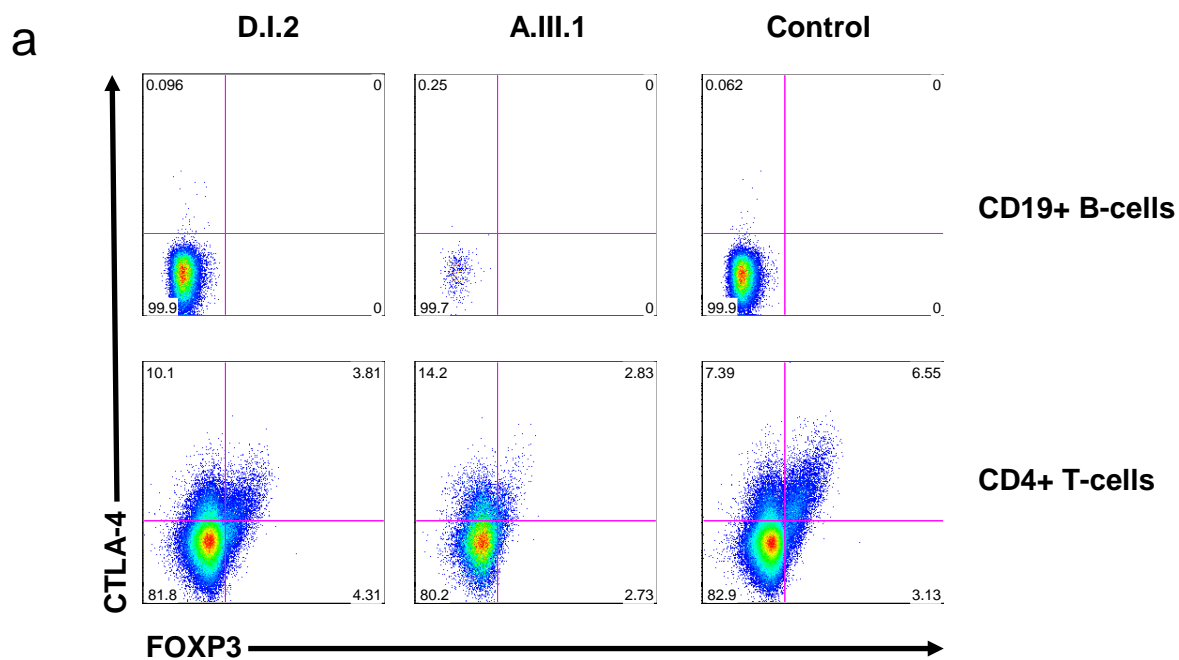 a
D.I.2 A.III.1 Control
0.096 0 0.25 0 0.062 0
CD19+ B-cells
99.9 0 99.7 0 99.9 0
10.1 3.81 14.2 2.83 7.39 6.55
CD4+ T-cells
CTLA-4
81.8 4.31 80.2 2.73 82.9 3.13
FOXP3